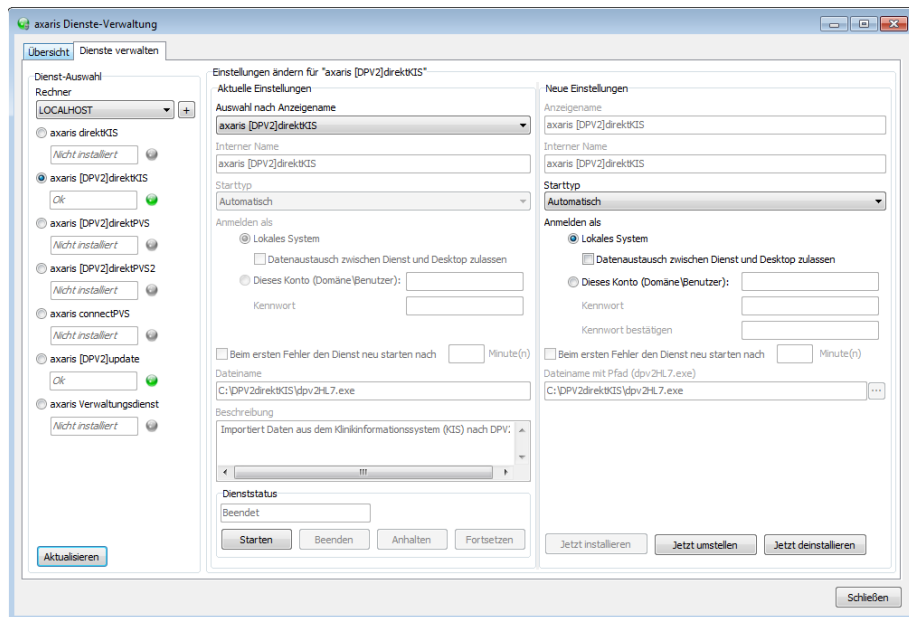 axaris Dienste-Verwaltung
Übersicht
Dienste verwalten
Dienst-Auswahl
Rechner
LOCALHOST
+
axaris direktKIS
Nicht installiert
axaris [DPV2]direktKIS
Ok
axaris [DPV2]direktPVS
Nicht installiert
axaris [DPV2]direktPVS2
Nicht installiert
axaris connectPVS
Nicht installiert
axaris [DPV2]update
Ok
axaris Verwaltungsdienst
Nicht installiert
Aktualisieren
Einstellungen ändern für "axaris [DPV2]direktKIS"
Aktuelle Einstellungen
Auswahl nach Anzeigename
axaris [DPV2]direktKIS
Interner Name
axaris [DPV2]direktKIS
Starttyp
Automatisch
Anmelden als
Lokales System
Datenaustausch zwischen Dienst und Desktop zulassen
Dieses Konto (Domäne\Benutzer):
Kennwort
Beim ersten Fehler den Dienst neu starten nach
Minute(n)
Dateiname
C:\DPV2direktKIS\dpv2HL7.exe
Beschreibung
Importiert Daten aus dem Klinikinformationssystem (KIS) nach DPV2
Dienststatus
Beendet
Starten
Beenden
Anhalten
Fortsetzen
Neue Einstellungen
Anzeigename
axaris [DPV2]direktKIS
Interner Name
axaris [DPV2]direktKIS
Starttyp
Automatisch
Anmelden als
Lokales System
Datenaustausch zwischen Dienst und Desktop zulassen
Dieses Konto (Domäne\Benutzer):
Kennwort
Kennwort bestätigen
Beim ersten Fehler den Dienst neu starten nach
Minute(n)
Dateiname mit Pfad (dpv2HL7.exe)
C:\DPV2direktKIS\dpv2HL7.exe
...
Jetzt installieren
Jetzt umstellen
Jetzt deinstallieren
Schließen